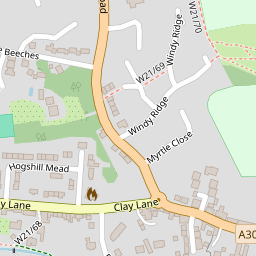 oad
Windy Ridge
W21/70
e Beeches
W21/69
Windy Ridge
Myrtle Close
Hogshill Mead
y Lane
Clay Lane
W21/68
A30